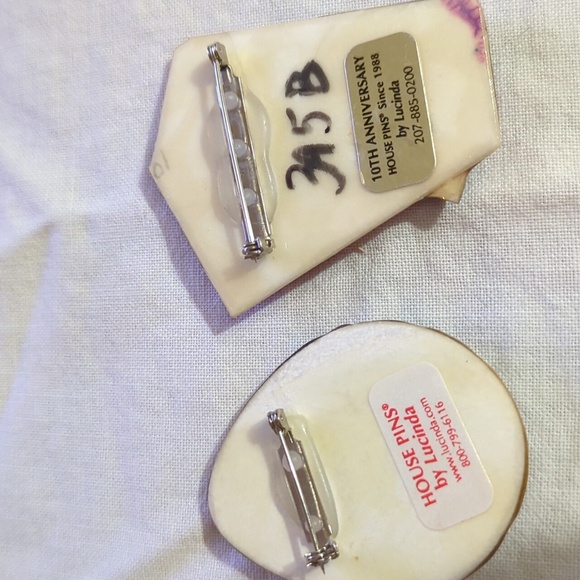 345B
10TH ANNIVERSARY
HOUSE PINS® Since 1988
by Lucinda
207-885-0200
HOUSE PINS®
by Lucinda
www.lucinda.com
800-799-6116